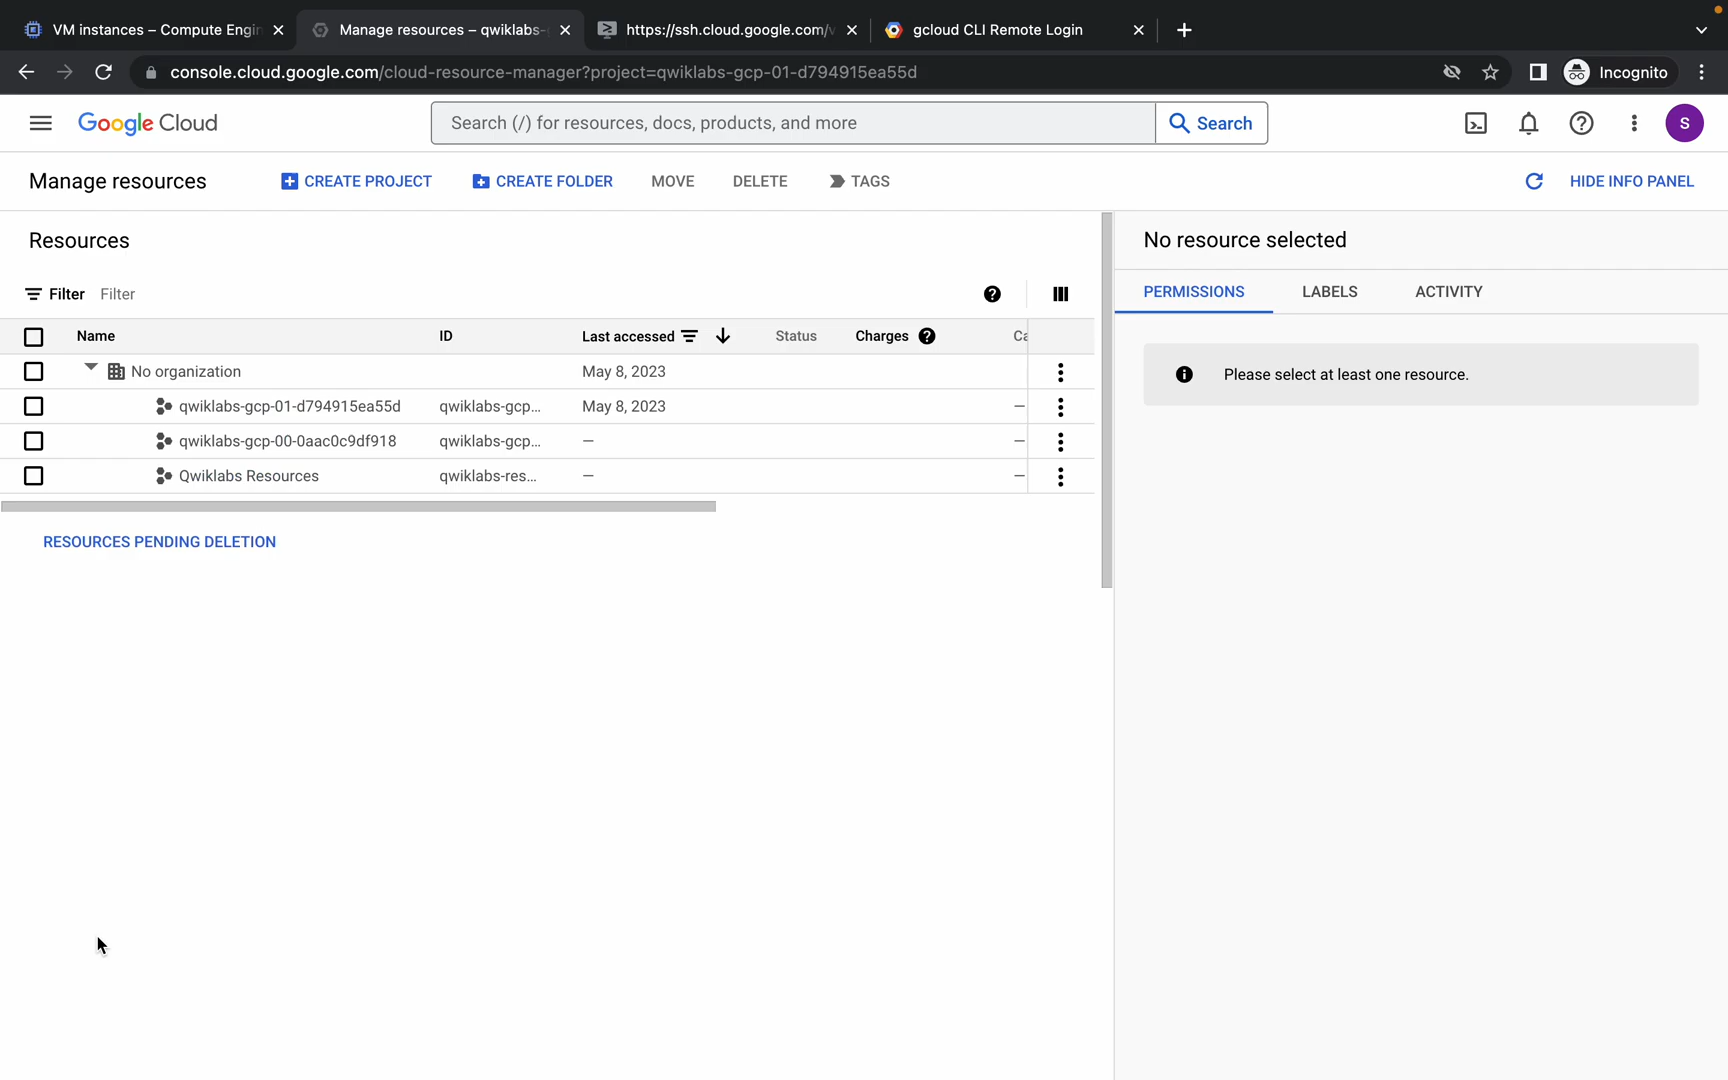 VM instances – Compute Engin
Manage resources – qwiklabs-
https://ssh.cloud.google.com/v
gcloud CLI Remote Login
console.cloud.google.com/cloud-resource-manager?project=qwiklabs-gcp-01-d794915ea55d
Incognito
Google Cloud
Search (/) for resources, docs, products, and more
Search
S
Manage resources
CREATE PROJECT
CREATE FOLDER
MOVE
DELETE
TAGS
HIDE INFO PANEL
Resources
Filter Filter
Name ID Last accessed Status Charges Ca
No organization May 8, 2023
qwiklabs-gcp-01-d794915ea55d qwiklabs-gcp... May 8, 2023 –
qwiklabs-gcp-00-0aac0c9df918 qwiklabs-gcp... – –
Qwiklabs Resources qwiklabs-res... – –
RESOURCES PENDING DELETION
No resource selected
PERMISSIONS LABELS ACTIVITY
Please select at least one resource.